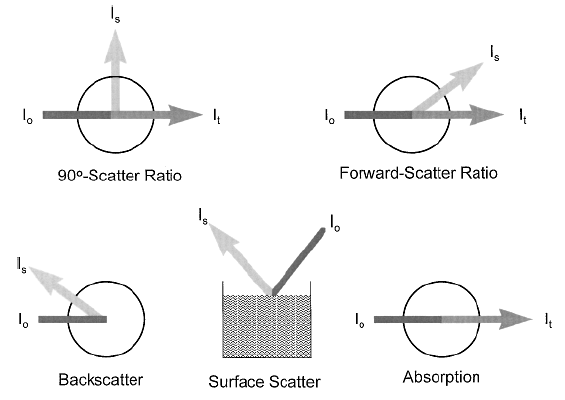 Is
Is
Io
It
Io
It
90º-Scatter Ratio
Forward-Scatter Ratio
Is
Io
Is
Io
Io
It
Backscatter
Surface Scatter
Absorption